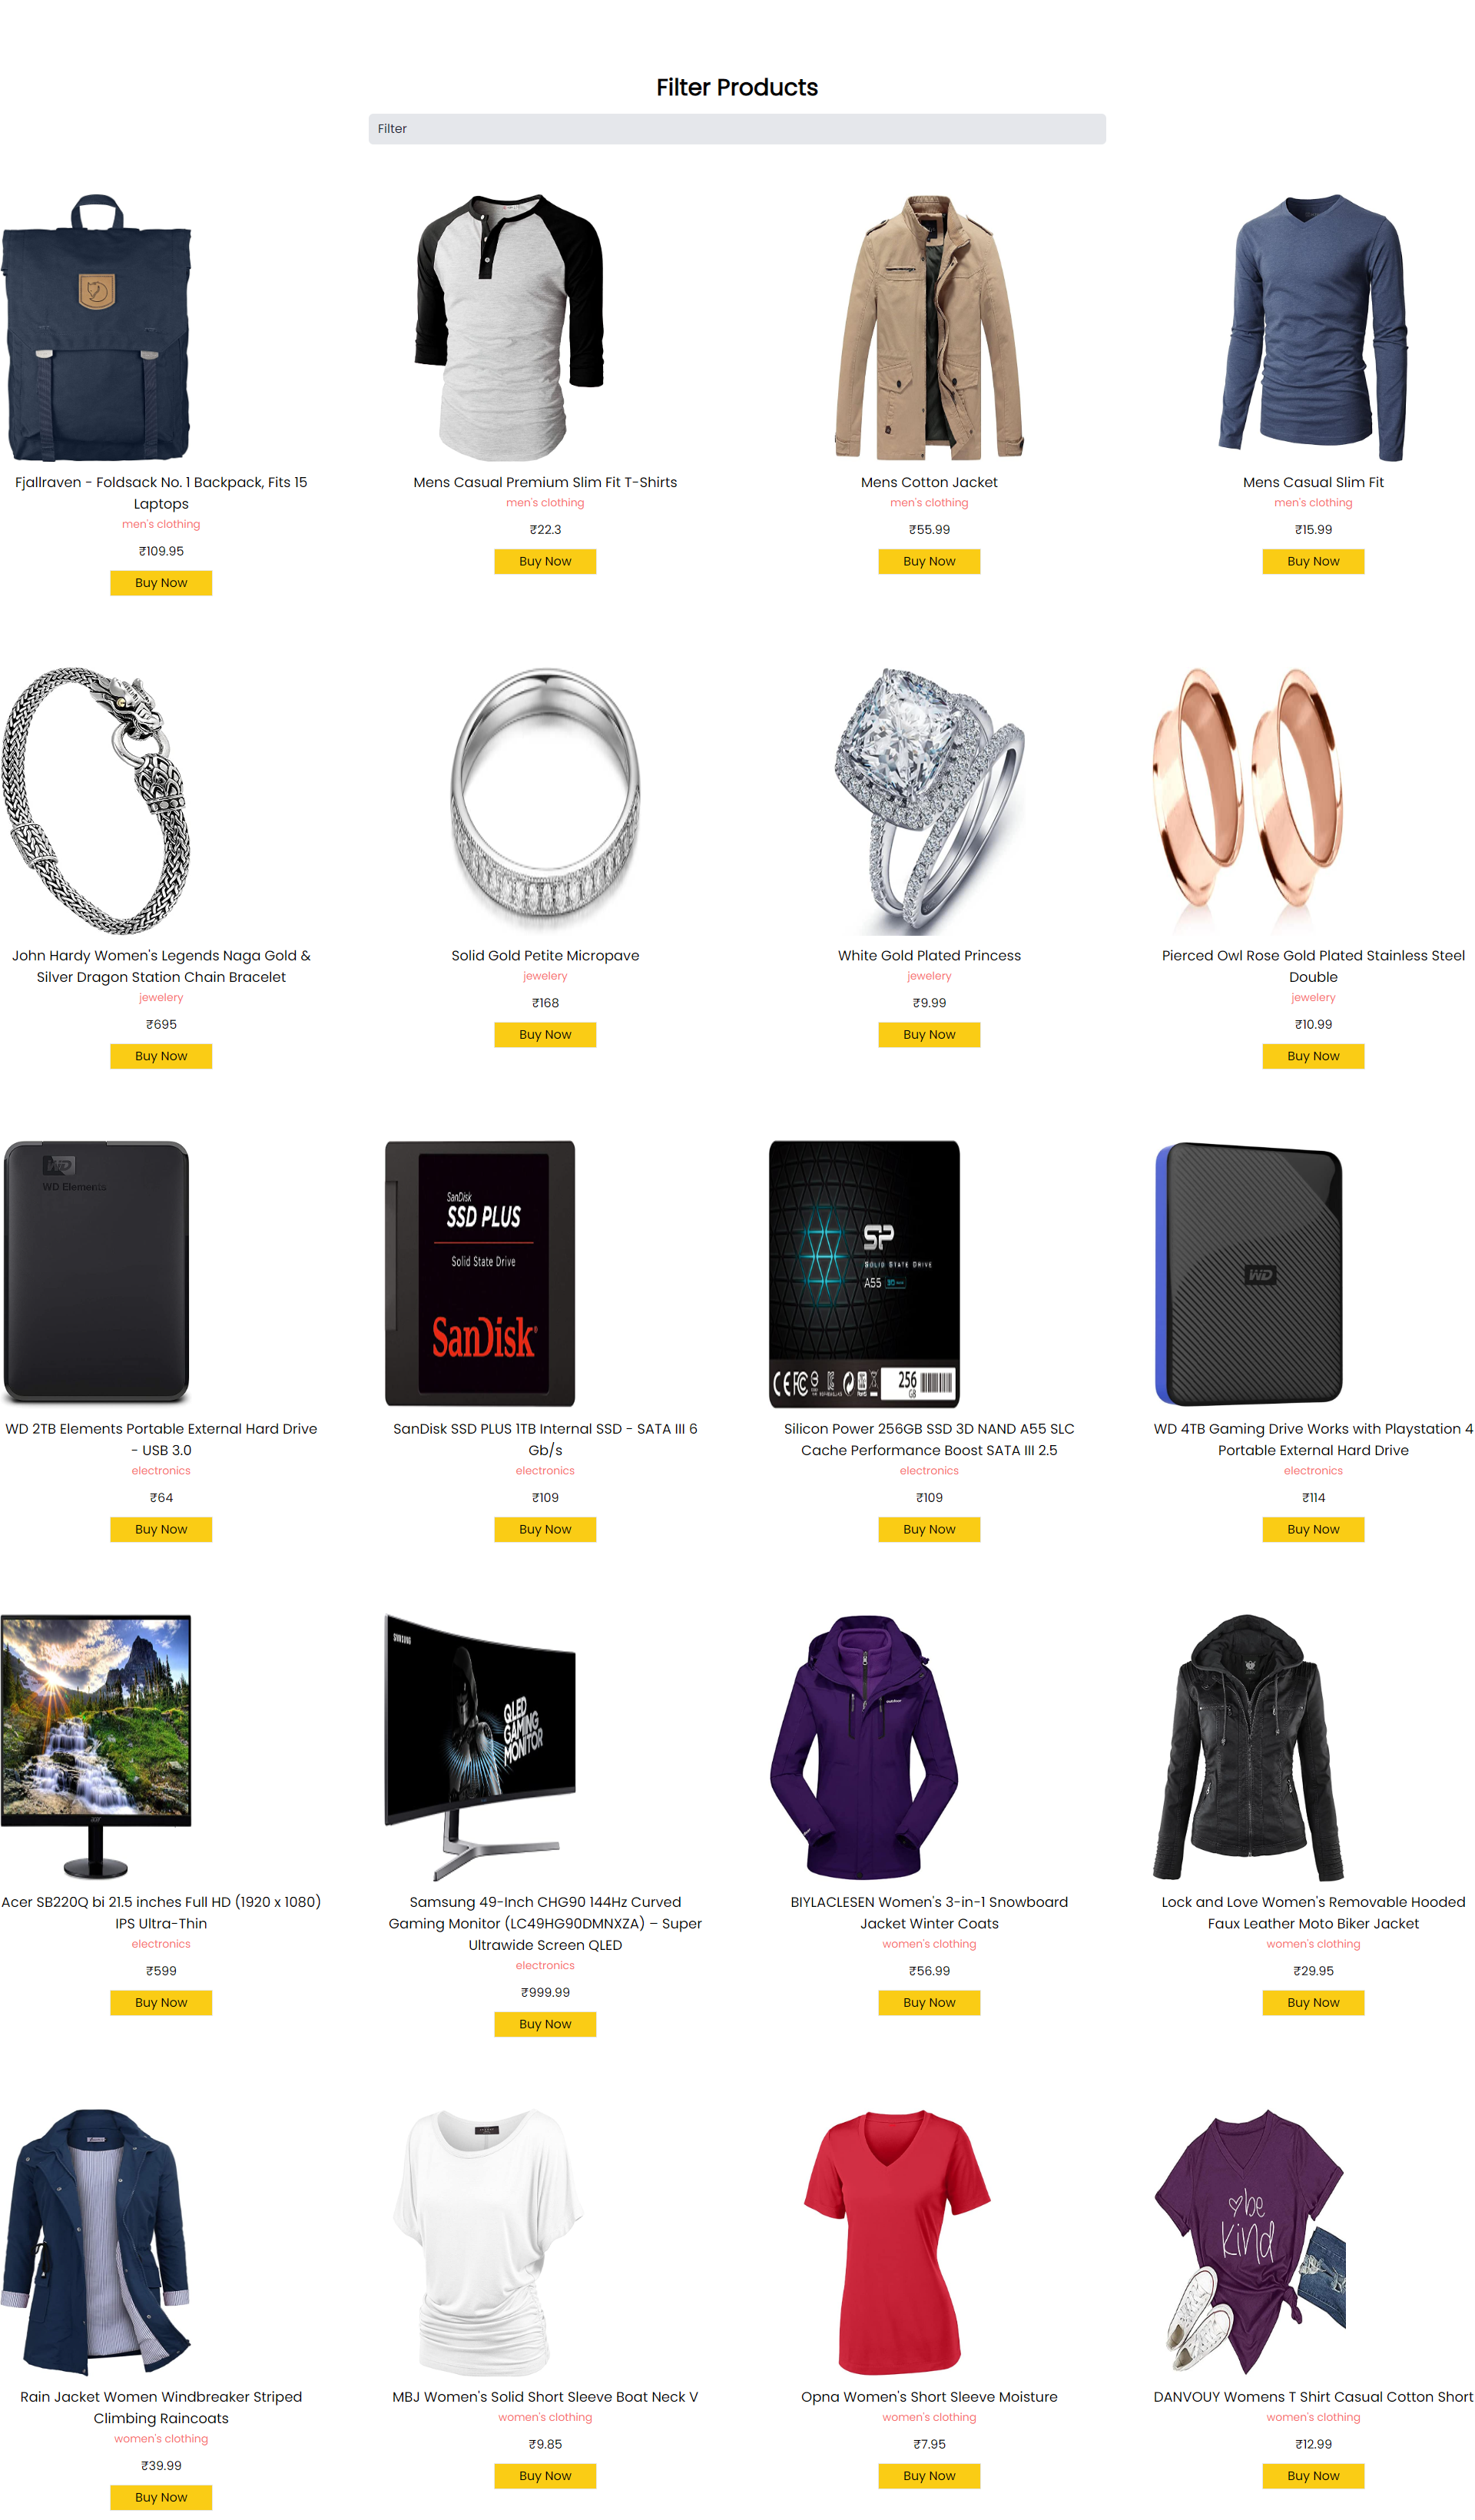 Filter Products
Filter
Fjallraven - Foldsack No. 1 Backpack, Fits 15
Laptops
men's clothing
₹109.95
Buy Now
Mens Casual Premium Slim Fit T-Shirts
men's clothing
₹22.3
Buy Now
Mens Cotton Jacket
men's clothing
₹55.99
Buy Now
Mens Casual Slim Fit
men's clothing
₹15.99
Buy Now
John Hardy Women's Legends Naga Gold &
Silver Dragon Station Chain Bracelet
jewelery
₹695
Buy Now
Solid Gold Petite Micropave
jewelery
₹168
Buy Now
White Gold Plated Princess
jewelery
₹9.99
Buy Now
Pierced Owl Rose Gold Plated Stainless Steel
Double
jewelery
₹10.99
Buy Now
WD
WD Elements
WD 2TB Elements Portable External Hard Drive
- USB 3.0
electronics
₹64
Buy Now
SanDisk
SSD PLUS
Solid State Drive
SanDisk
SanDisk SSD PLUS 1TB Internal SSD - SATA III 6
Gb/s
electronics
₹109
Buy Now
SP
SOLID STATE DRIVE
A55
256
GB
Silicon Power 256GB SSD 3D NAND A55 SLC
Cache Performance Boost SATA III 2.5
electronics
₹109
Buy Now
WD
WD 4TB Gaming Drive Works with Playstation 4
Portable External Hard Drive
electronics
₹114
Buy Now
acer
Acer SB220Q bi 21.5 inches Full HD (1920 x 1080)
IPS Ultra-Thin
electronics
₹599
Buy Now
SAMSUNG
QLED
GAMING
MONITOR
Samsung 49-Inch CHG90 144Hz Curved
Gaming Monitor (LC49HG90DMNXZA) – Super
Ultrawide Screen QLED
electronics
₹999.99
Buy Now
BIYLACLESEN Women's 3-in-1 Snowboard
Jacket Winter Coats
women's clothing
₹56.99
Buy Now
Lock and Love Women's Removable Hooded
Faux Leather Moto Biker Jacket
women's clothing
₹29.95
Buy Now
Rain Jacket Women Windbreaker Striped
Climbing Raincoats
women's clothing
₹39.99
Buy Now
MBJ Women's Solid Short Sleeve Boat Neck V
women's clothing
₹9.85
Buy Now
Opna Women's Short Sleeve Moisture
women's clothing
₹7.95
Buy Now
be
kind
DANVOUY Womens T Shirt Casual Cotton Short
women's clothing
₹12.99
Buy Now